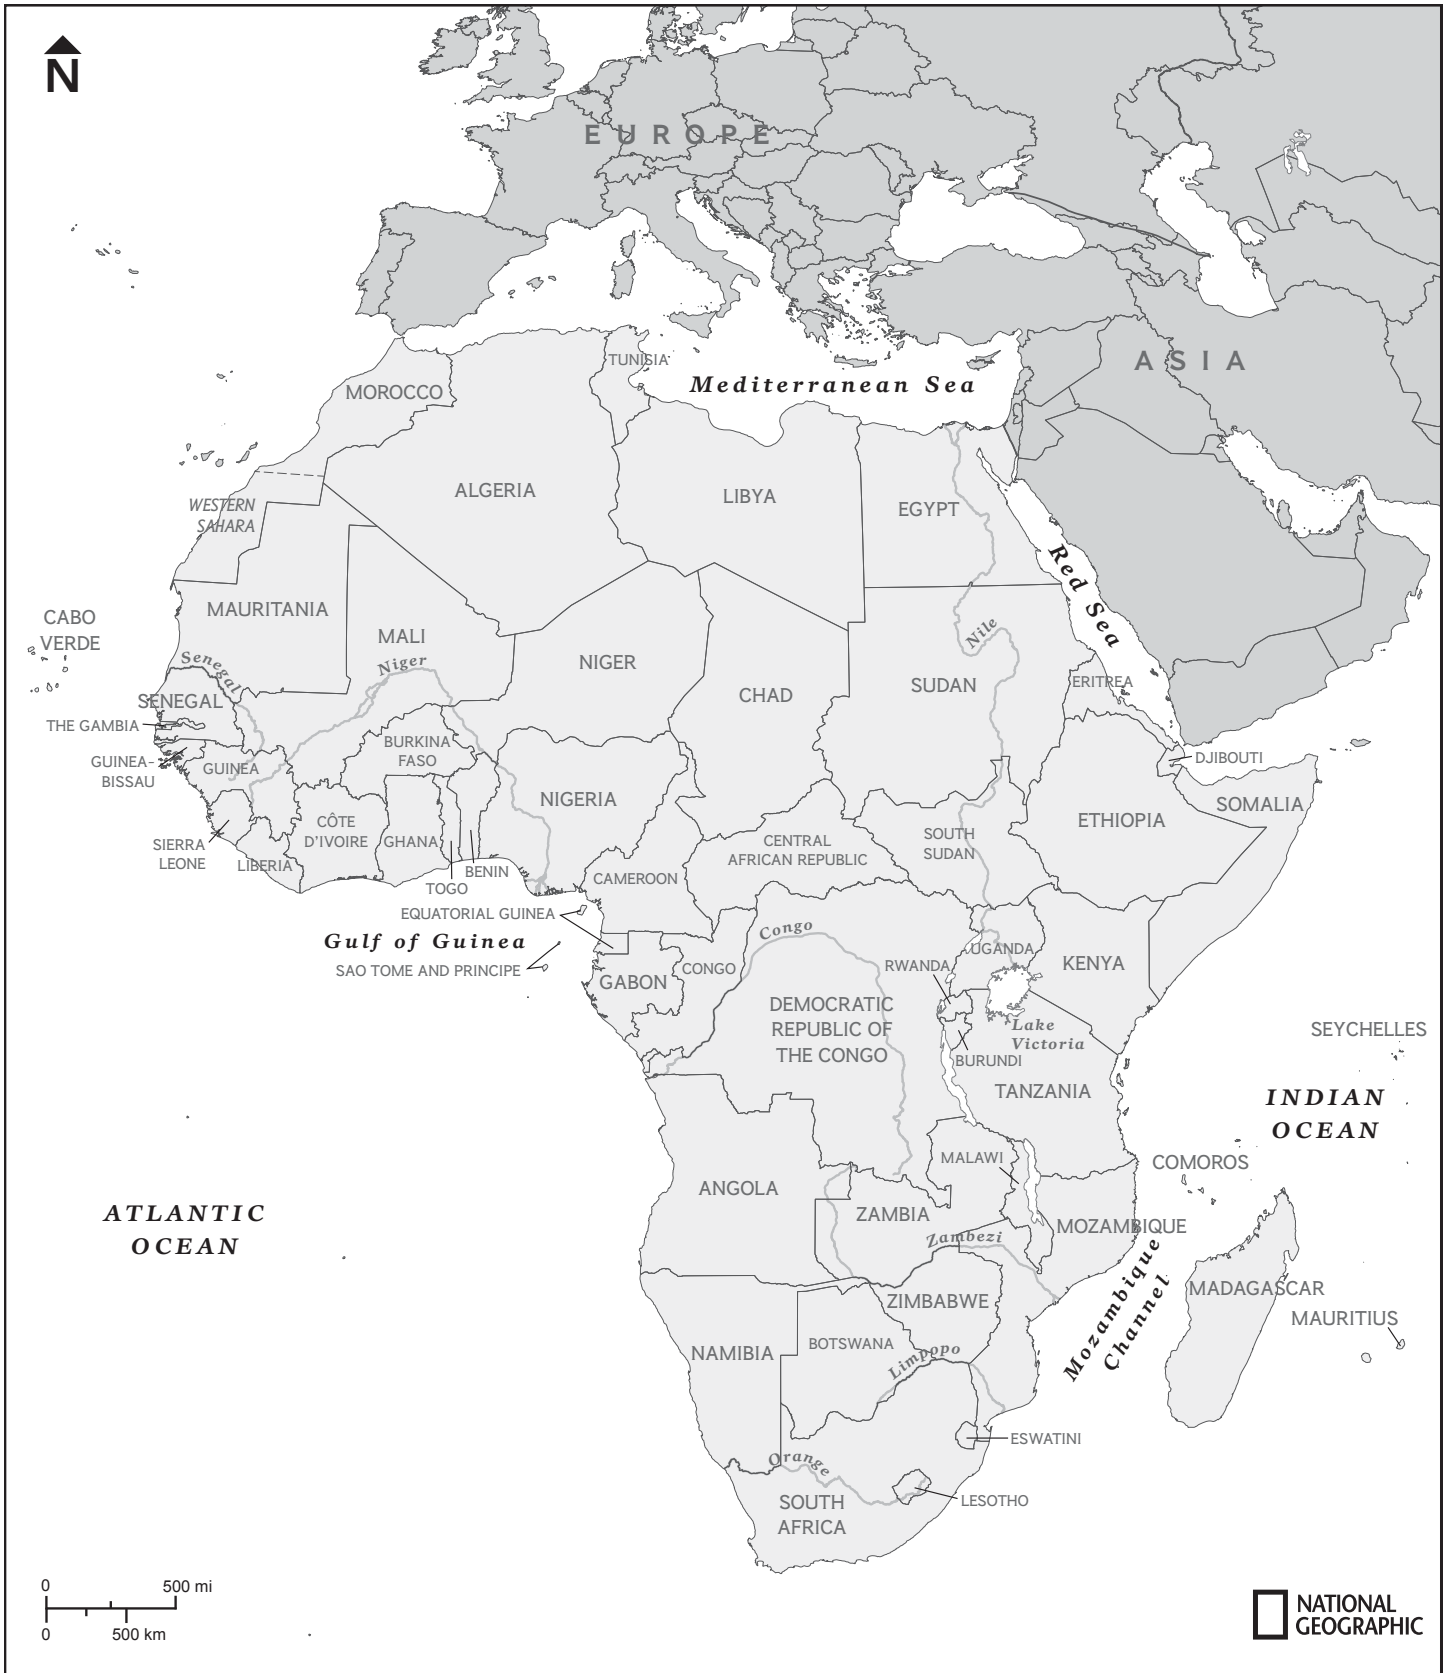 N
EUROPE
ASIA
TUNISIA
Mediterranean Sea
MOROCCO
ALGERIA
LIBYA
EGYPT
WESTERN
SAHARA
Red Sea
MAURITANIA
CABO
VERDE
MALI
Nile
Senegal
Niger
NIGER
CHAD
SUDAN
ERITREA
SENEGAL
THE GAMBIA
BURKINA
FASO
GUINEA-
BISSAU
GUINEA
DJIBOUTI
NIGERIA
SOMALIA
CÔTE
D'IVOIRE
GHANA
ETHIOPIA
SOUTH
SUDAN
CENTRAL
AFRICAN REPUBLIC
SIERRA
LEONE
LIBERIA
BENIN
TOGO
CAMEROON
EQUATORIAL GUINEA
Gulf of Guinea
SAO TOME AND PRINCIPE
Congo
UGANDA
KENYA
RWANDA
GABON
CONGO
DEMOCRATIC
REPUBLIC OF
THE CONGO
Lake
Victoria
BURUNDI
SEYCHELLES
TANZANIA
INDIAN
OCEAN
MALAWI
COMOROS
ANGOLA
ATLANTIC
OCEAN
ZAMBIA
MOZAMBIQUE
Zambezi
Mozambique
Channel
MADAGASCAR
MAURITIUS
ZIMBABWE
BOTSWANA
NAMIBIA
Limpopo
ESWATINI
Orange
LESOTHO
SOUTH
AFRICA
0 500 mi
0 500 km
NATIONAL
GEOGRAPHIC